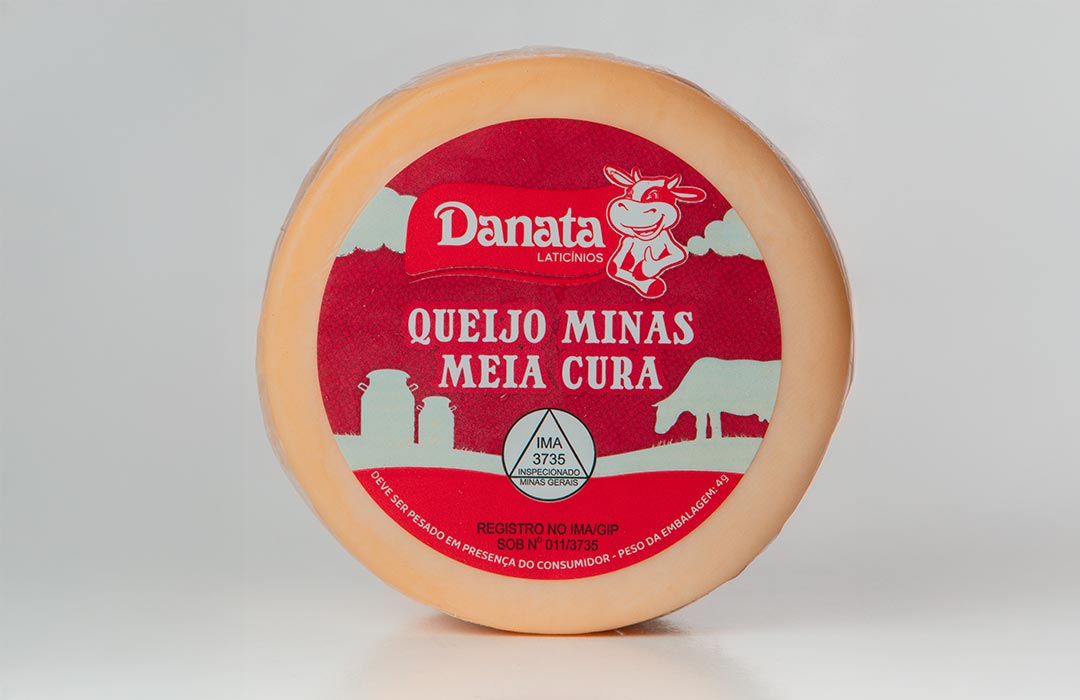 Danata
LATICÍNIOS
QUEIJO MINAS
MEIA CURA
IMA
3735
INSPECIONADO
MINAS GERAIS
REGISTRO NO IMA/GIP
SOB Nº 011/3735
DEVE SER PESADO EM PRESENÇA DO CONSUMIDOR - PESO DA EMBALAGEM: 4g